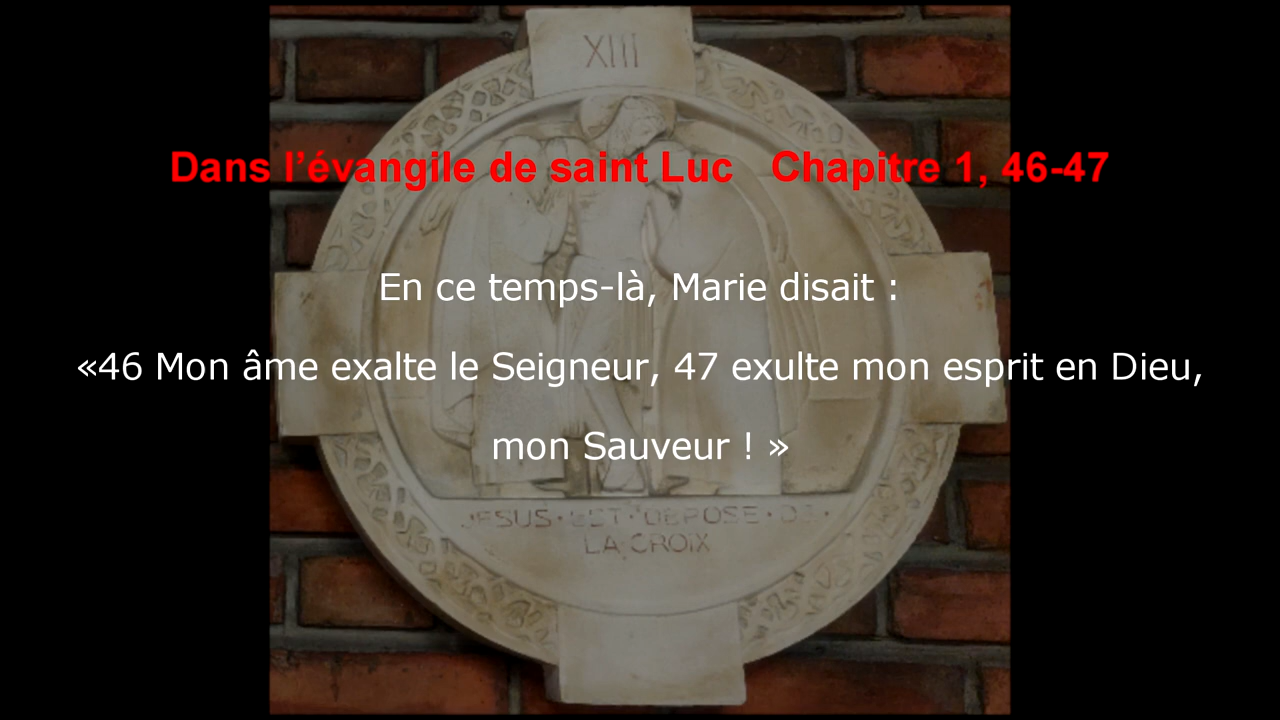 XIII
Dans l’évangile de saint Luc Chapitre 1, 46-47
En ce temps-là, Marie disait :
«46 Mon âme exalte le Seigneur, 47 exulte mon esprit en Dieu,
mon Sauveur ! »
JESUS·EST·DEPOSE·DE·
LA CROIX